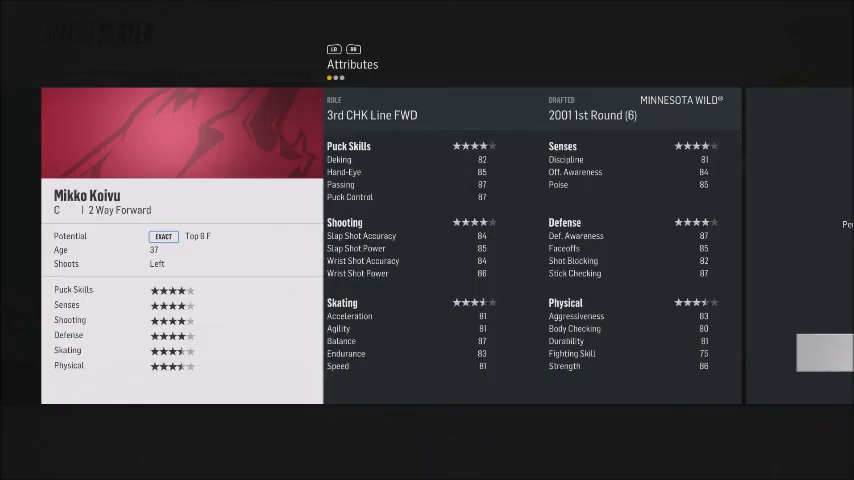 SELECT PLAYER
LB RB
Attributes
ROLE
3rd CHK Line FWD
DRAFTED
2001 1st Round (6)
MINNESOTA WILD®
Mikko Koivu
C | 2 Way Forward
Potential EXACT Top 9 F
Age 37
Shoots Left
Puck Skills
Senses
Shooting
Defense
Skating
Physical
Puck Skills
Deking 82
Hand-Eye 85
Passing 87
Puck Control 87
Senses
Discipline 81
Off. Awareness 84
Poise 85
Shooting
Slap Shot Accuracy 84
Slap Shot Power 85
Wrist Shot Accuracy 84
Wrist Shot Power 86
Defense
Def. Awareness 87
Faceoffs 85
Shot Blocking 82
Stick Checking 87
Skating
Acceleration 81
Agility 81
Balance 87
Endurance 83
Speed 81
Physical
Aggressiveness 83
Body Checking 80
Durability 81
Fighting Skill 75
Strength 86